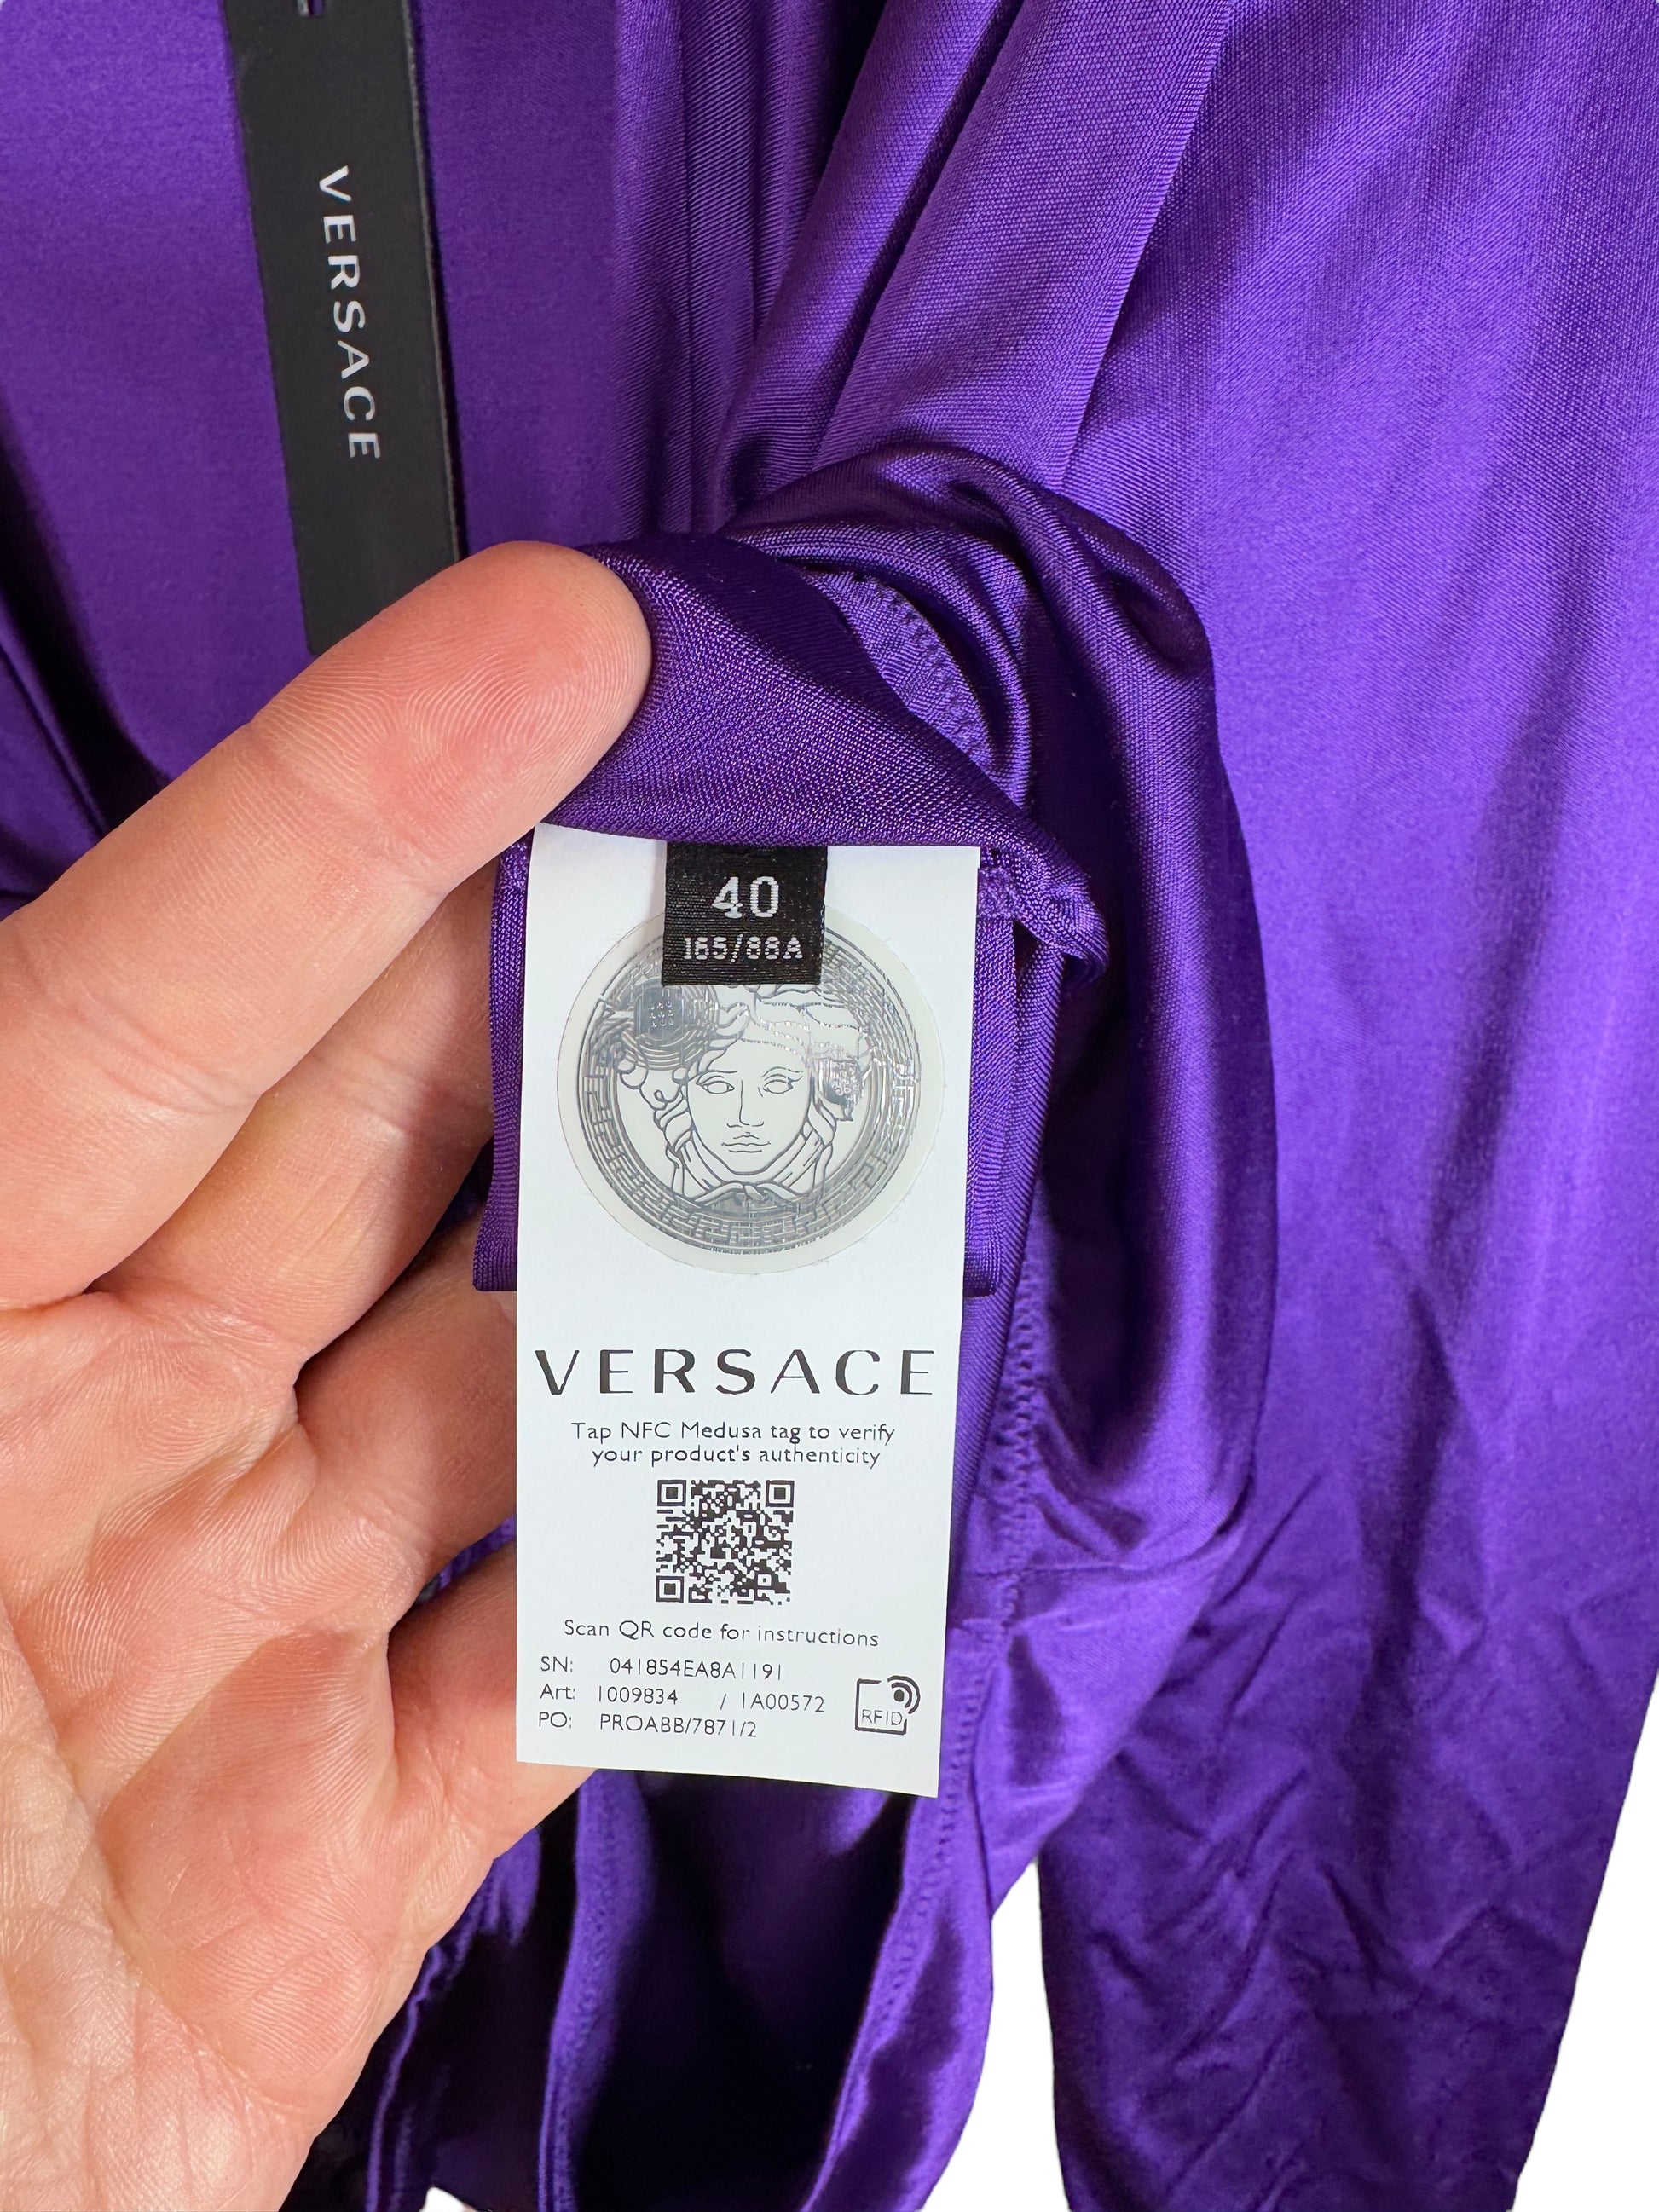 VERSACE
40
165/88A
VERSACE
Tap NFC Medusa tag to verify
your product's authenticity
Scan QR code for instructions
SN: 041854EA8A1191
Art: 1009834 / 1A00572
PO: PROABB/7871/2
RFID